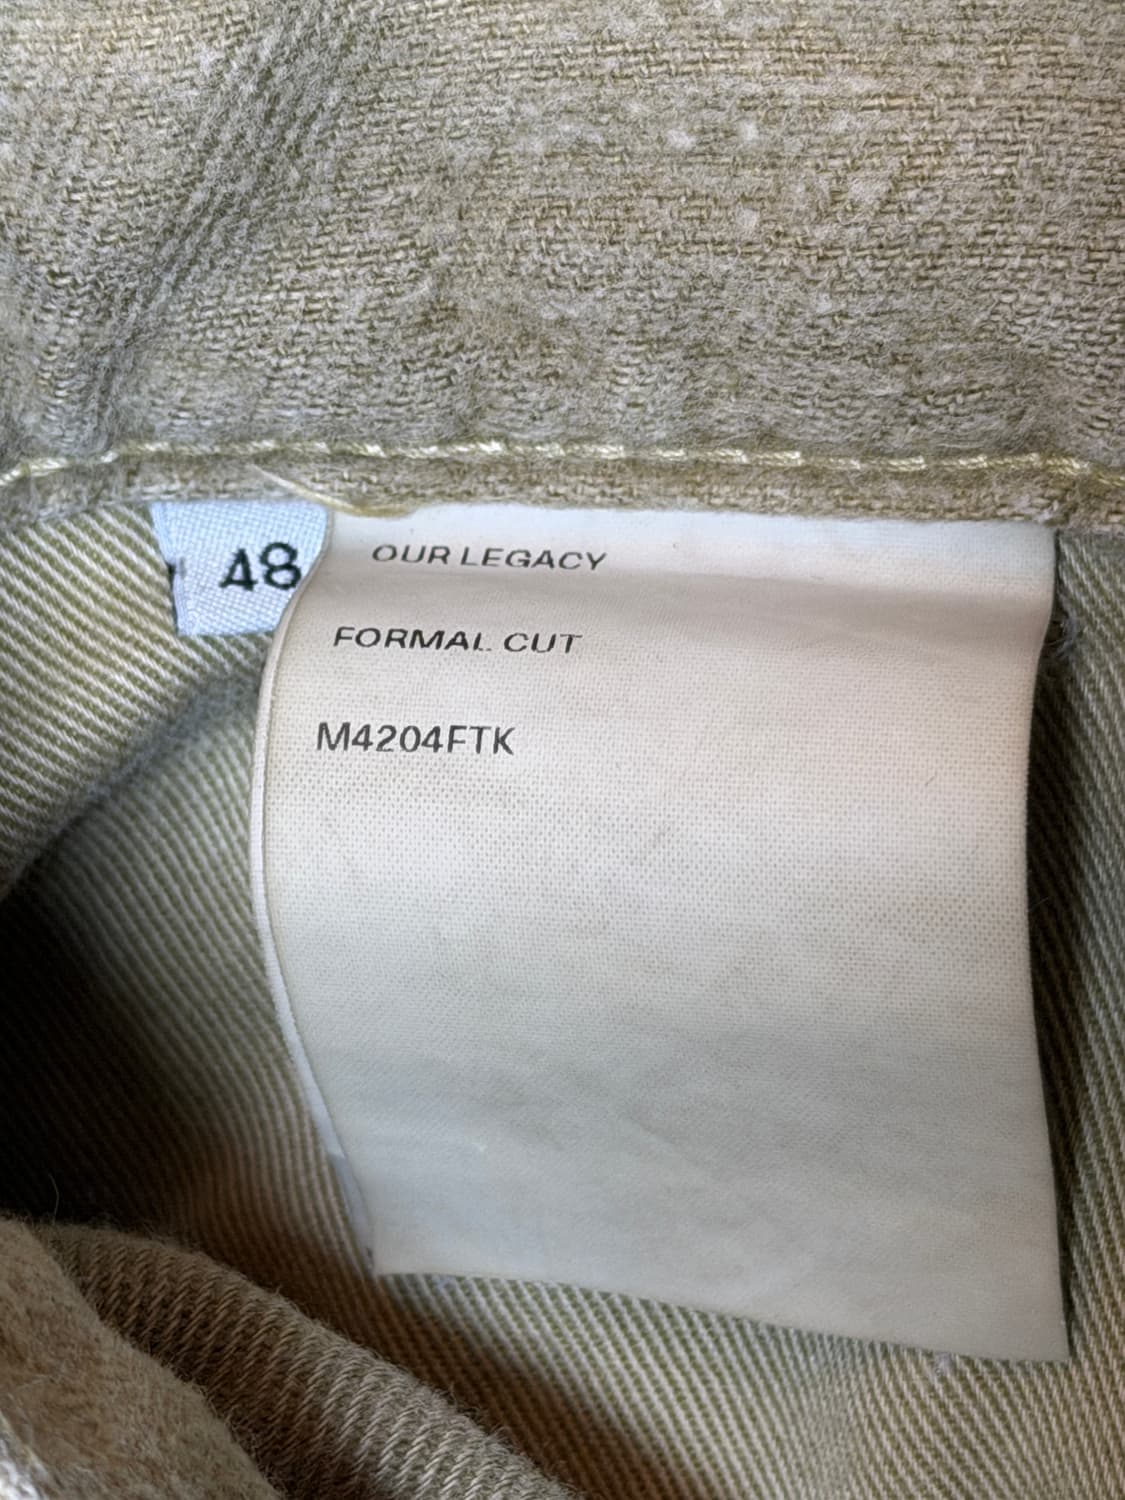 48
OUR LEGACY
FORMAL CUT
M4204FTK